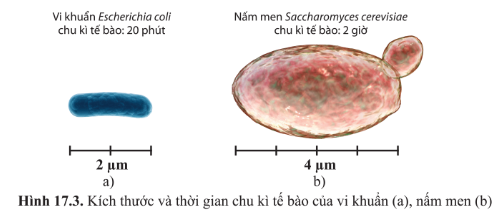 Vi khuẩn Escherichia coli
chu kì tế bào: 20 phút
Nấm men Saccharomyces cerevisiae
chu kì tế bào: 2 giờ
2 µm
a)
4 µm
b)
Hình 17.3. Kích thước và thời gian chu kì tế bào của vi khuẩn (a), nấm men (b)